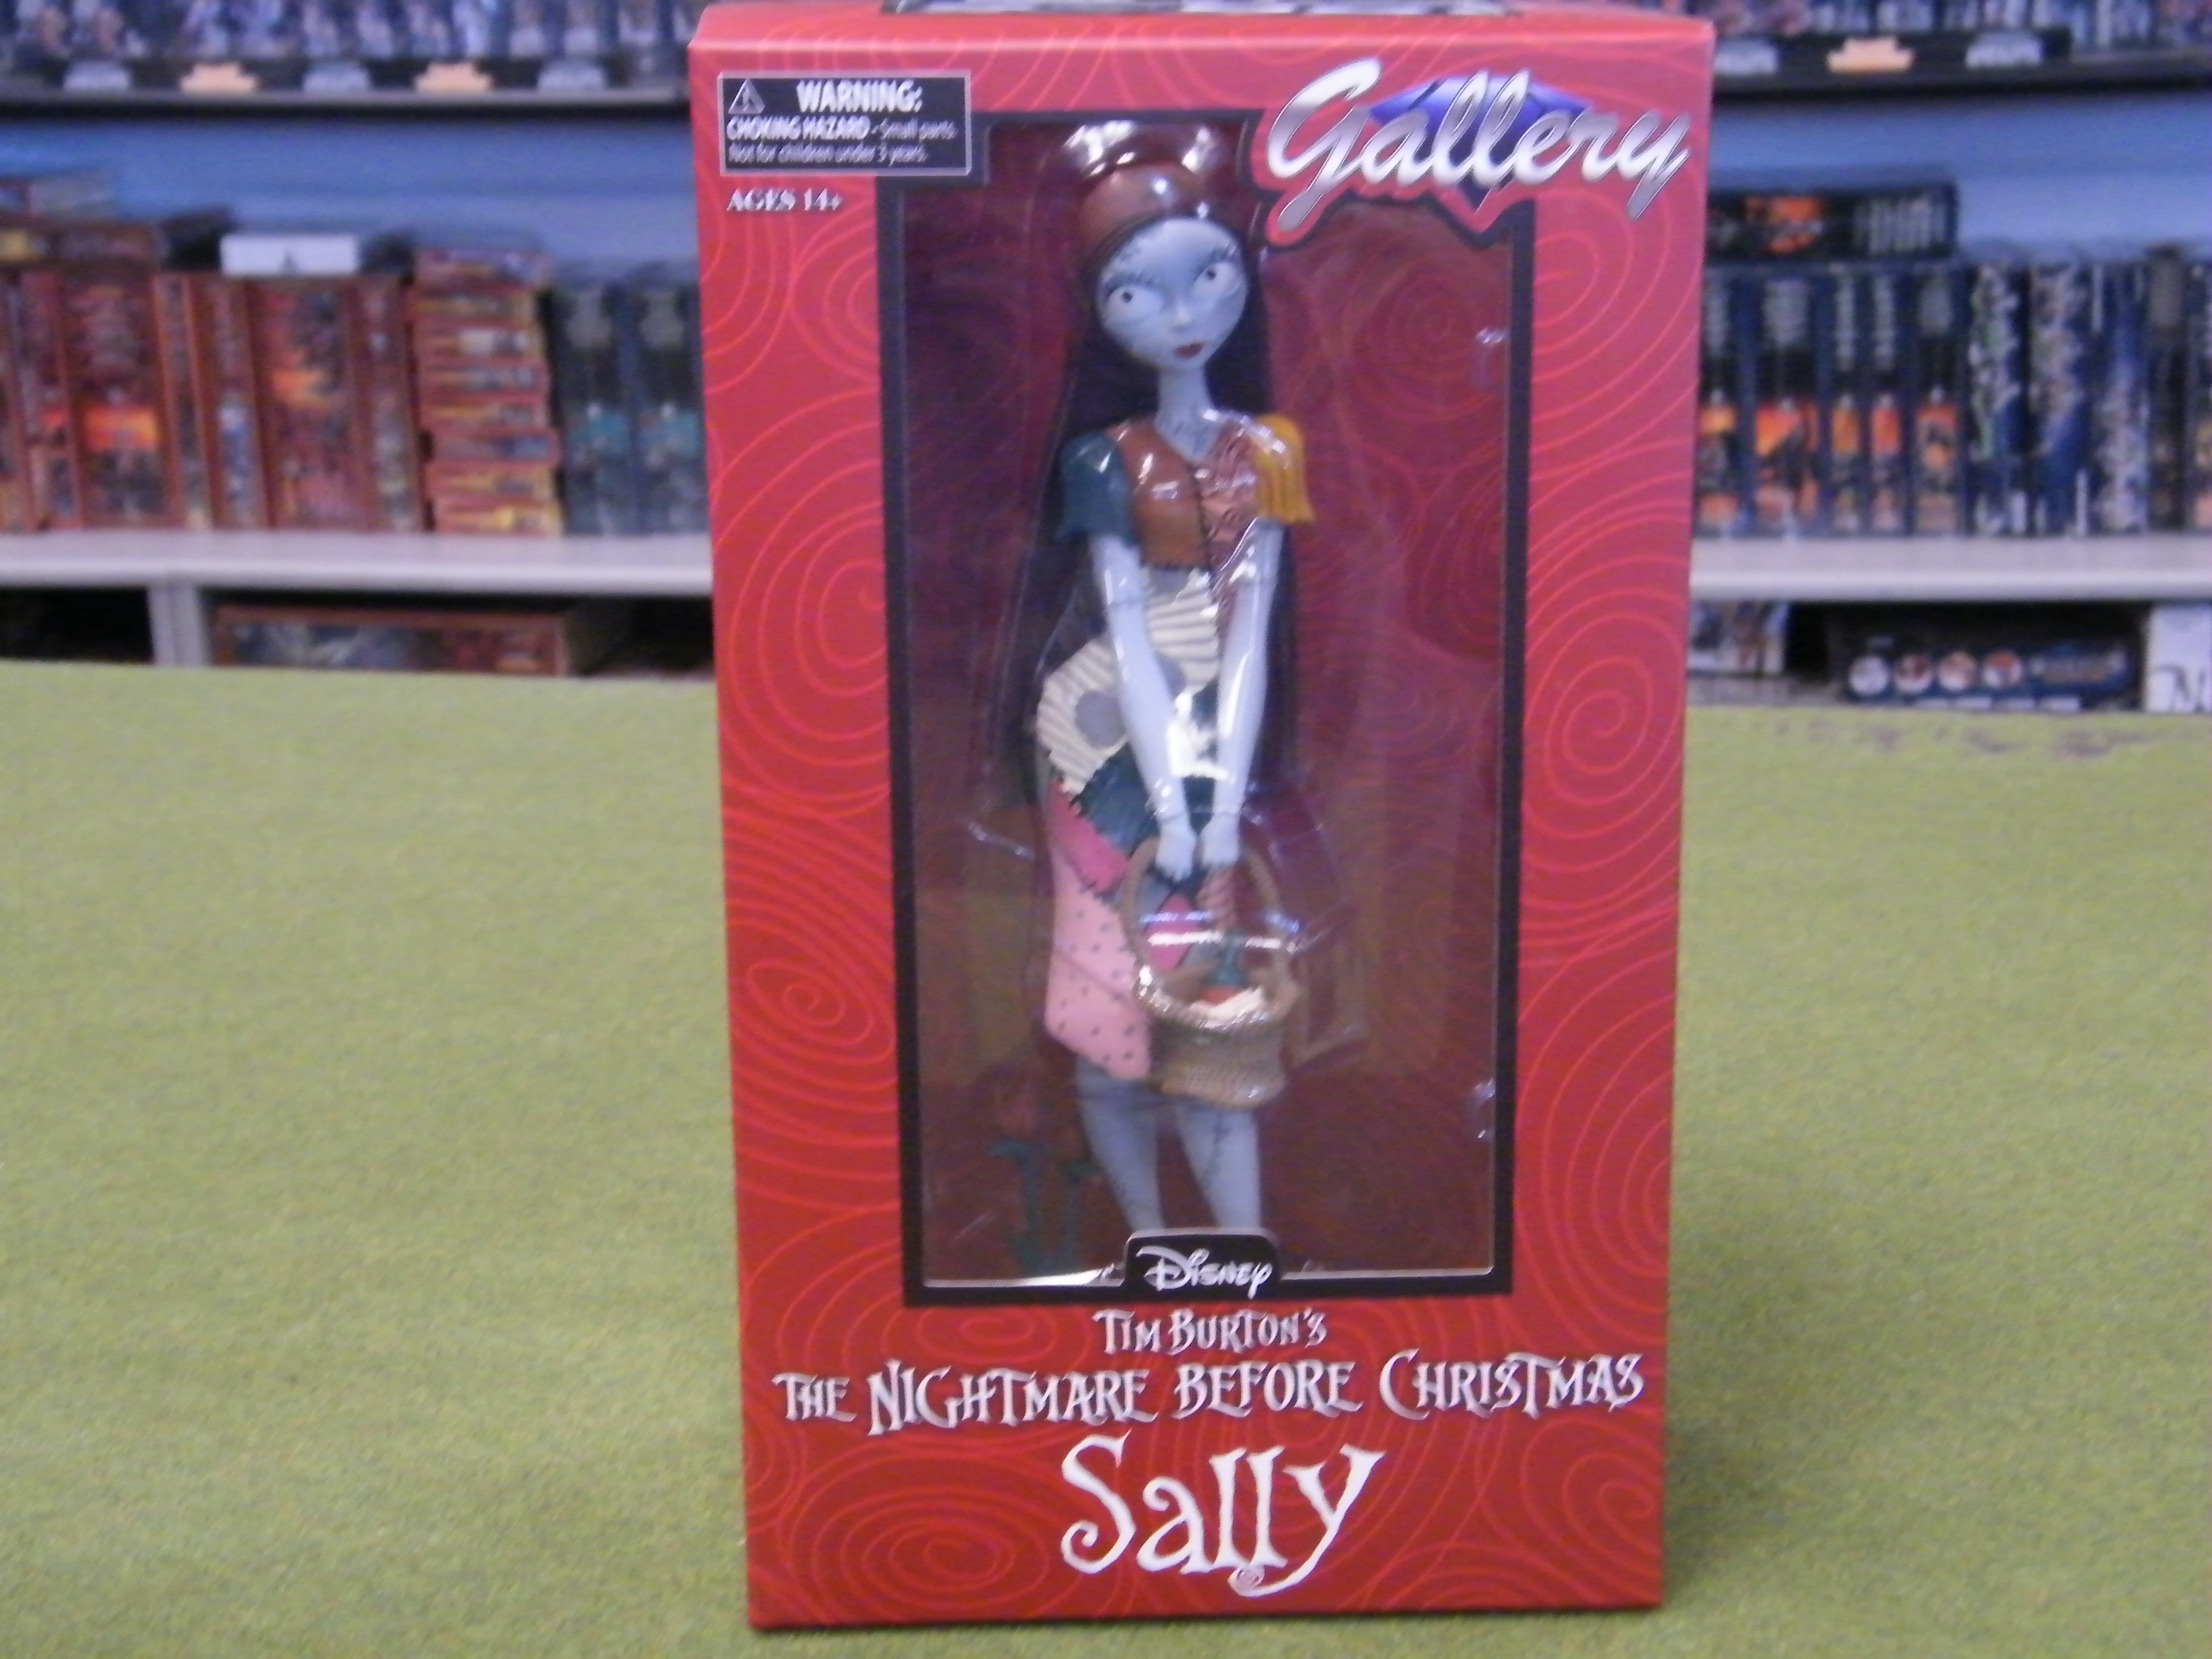 WARNING:
CHOKING HAZARD - Small parts
Not for children under 3 years.
AGES 14+
Gallery
Disney
TIM BURTON'S
THE NIGHTMARE BEFORE CHRISTMAS
Sally